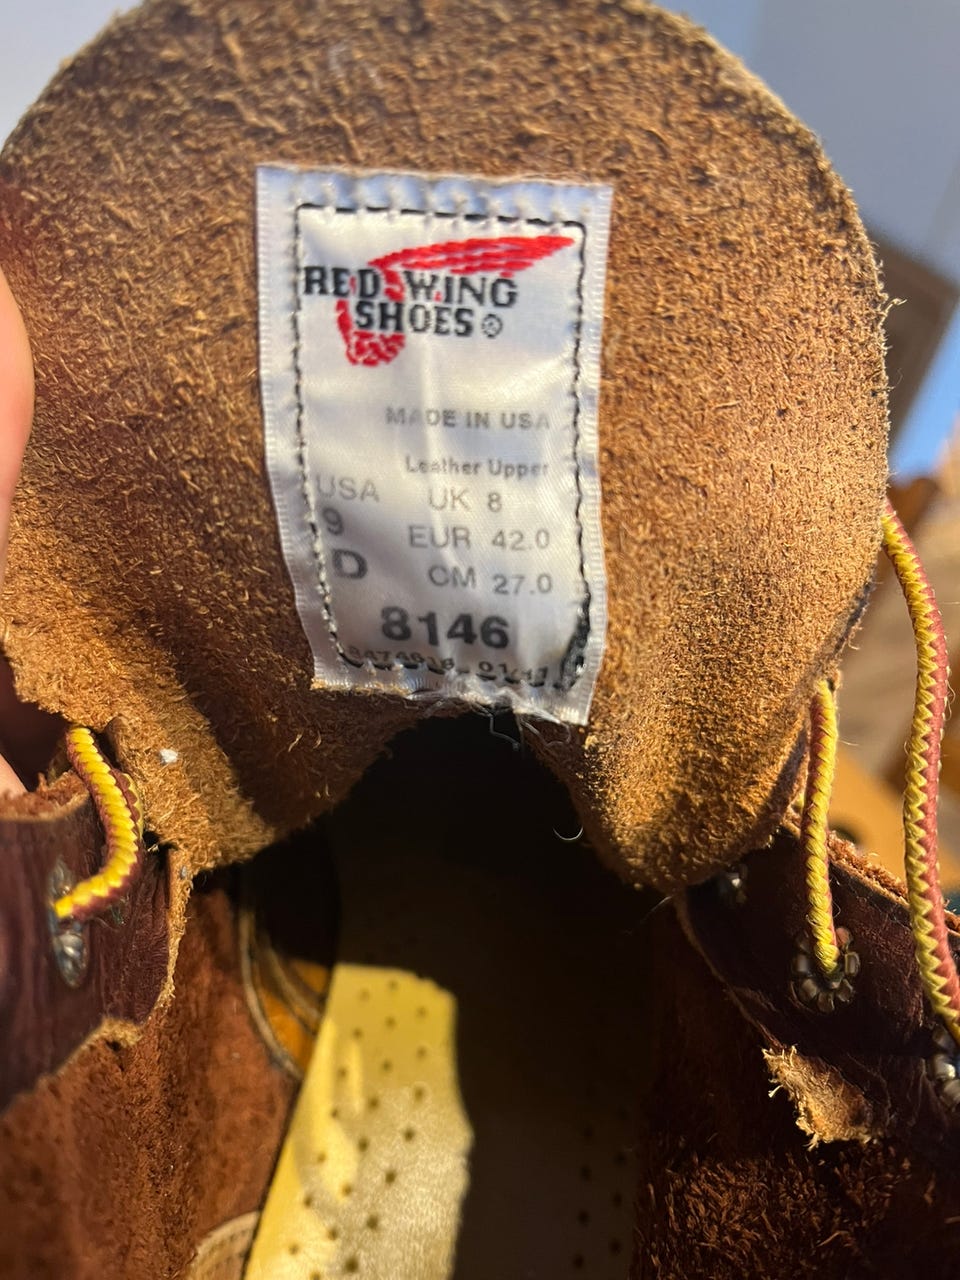 RED WING
SHOES ®
MADE IN USA
Leather Upper
USA UK 8
9 EUR 42.0
D CM 27.0
8146